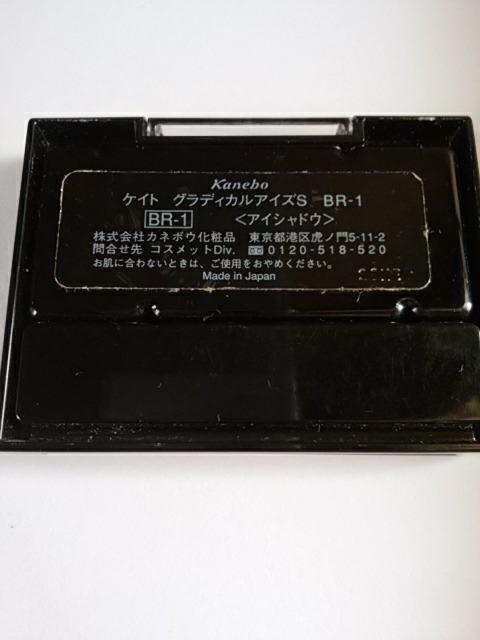 Kanebo
ケイト グラディカルアイズS BR-1
BR-1 <アイシャドウ>
株式会社カネボウ化粧品 東京都港区虎ノ門5-11-2
問合せ先 コスメットDiv. 0120-518-520
お肌に合わないときは、ご使用をおやめください。
Made in Japan